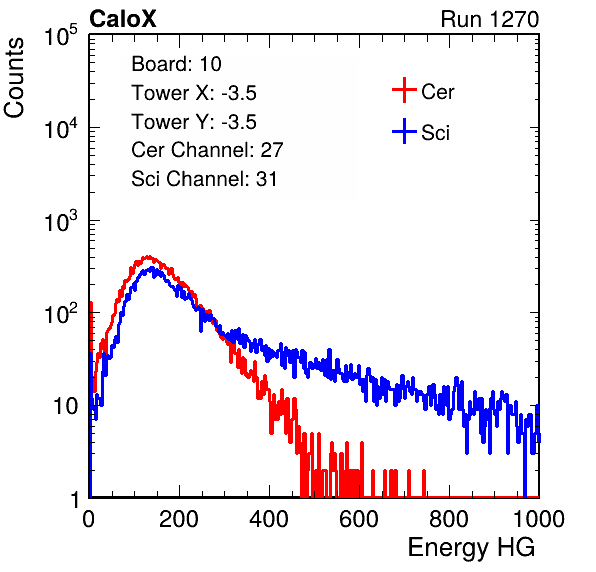 CaloX Run 1270
Counts
Board: 10
Tower X: -3.5
Tower Y: -3.5
Cer Channel: 27
Sci Channel: 31
Cer
Sci
10^5
10^4
10^3
10^2
10
1
0 200 400 600 800 1000
Energy HG